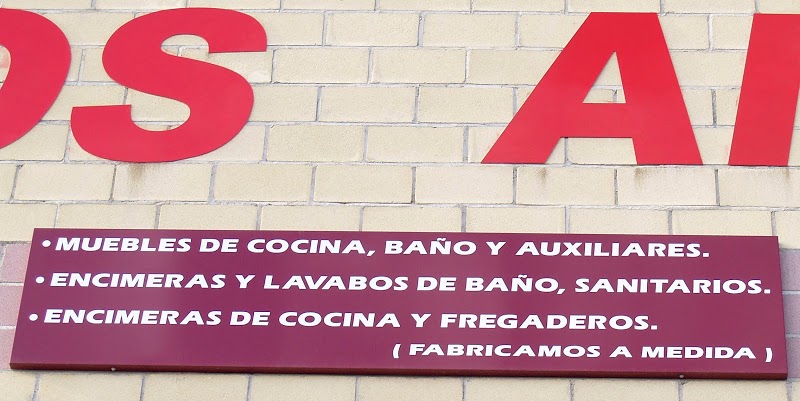 OS A
• MUEBLES DE COCINA, BAÑO Y AUXILIARES.
• ENCIMERAS Y LAVABOS DE BAÑO, SANITARIOS.
• ENCIMERAS DE COCINA Y FREGADEROS.
( FABRICAMOS A MEDIDA )